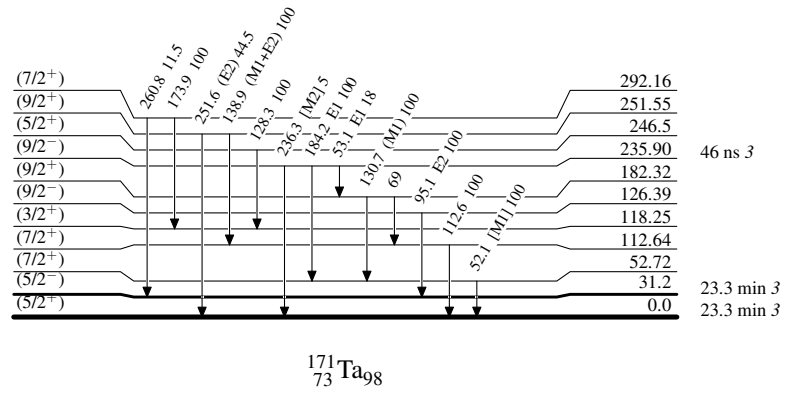 260.8 11.5
173.9 100
251.6 (E2) 44.5
138.9 (M1+E2) 100
128.3 100
236.3 [M2] 5
184.2 E1 100
53.1 E1 18
130.7 (M1) 100
69
95.1 E2 100
112.6 100
52.1 [M1] 100
(7/2⁺) 292.16
(9/2⁺) 251.55
(5/2⁺) 246.5
(9/2⁻) 235.90 46 ns 3
(9/2⁺) 182.32
(9/2⁻) 126.39
(3/2⁺) 118.25
(7/2⁺) 112.64
(7/2⁺) 52.72
(5/2⁻) 31.2 23.3 min 3
(5/2⁺) 0.0 23.3 min 3
¹⁷¹₇₃Ta₉₈